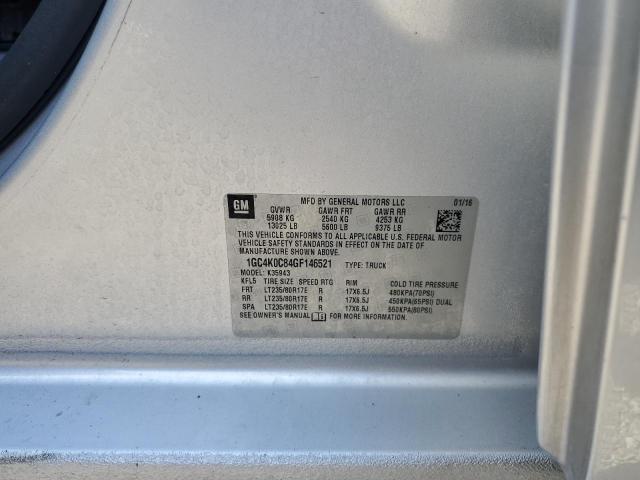 GM
MFD BY GENERAL MOTORS LLC 01/16
GVWR GAWR FRT GAWR RR
5908 KG 2540 KG 4253 KG
13025 LB 5600 LB 9375 LB
THIS VEHICLE CONFORMS TO ALL APPLICABLE U.S. FEDERAL MOTOR
VEHICLE SAFETY STANDARDS IN EFFECT ON THE DATE OF
MANUFACTURE SHOWN ABOVE.
1GC4K0C84GF146521 TYPE: TRUCK
MODEL: K35943
KFL5 TIRE SIZE SPEED RTG RIM COLD TIRE PRESSURE
FRT LT235/80R17E R 17X6.5J 480KPA(70PSI)
RR LT235/80R17E R 17X6.5J 450KPA(65PSI) DUAL
SPA LT235/80R17E R 17X6.5J 550KPA(80PSI)
SEE OWNER'S MANUAL FOR MORE INFORMATION.